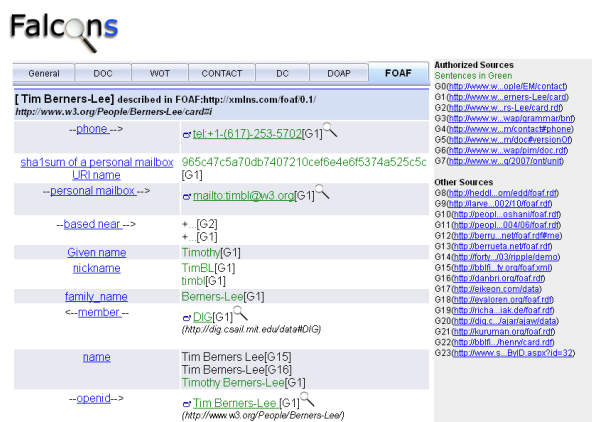 Falcons
General DOC WOT CONTACT DC DOAP FOAF
[ Tim Berners-Lee] described in FOAF:http://xmlns.com/foaf/0.1/
http://www.w3.org/People/Berners-Lee/card#i
--phone--> tel:+1-(617)-253-5702[G1]
sha1sum of a personal mailbox 965c47c5a70db7407210cef6e4e6f5374a525c5c
URI name [G1]
--personal mailbox--> mailto:timbl@w3.org[G1]
--based near--> +...[G2]
+...[G1]
Given name Timothy[G1]
nickname TimBL[G1]
timbl[G1]
family_name Berners-Lee[G1]
<--member-- DIG[G1]
(http://dig.csail.mit.edu/data#DIG)
name Tim Berners Lee[G15]
Tim Berners Lee[G16]
Timothy Berners-Lee[G1]
--openid--> Tim Berners-Lee [G1]
(http://www.w3.org/People/Berners-Lee/)
Authorized Sources
Sentences in Green
G0(http://www.w...ople/EM/contact)
G1(http://www.w...erners-Lee/card)
G2(http://www.w...rs-Lee/card.rdf)
G3(http://www.w...wap/grammar/bnf)
G4(http://www.w...m/contact#phone)
G5(http://www.w...m/doc#versionOf)
G6(http://www.w...wap/pim/doc.rdf)
G7(http://www.w...g/2007/ont/unit)
Other Sources
G8(http://heddl...om/edd/foaf.rdf)
G9(http://larve...002/10/foaf.rdf)
G10(http://peopl...oshani/foaf.rdf)
G11(http://peopl...004/06/foaf.rdf)
G12(http://berru...net/foaf.rdf#me)
G13(http://berrueta.net/foaf.rdf)
G14(http://forty.../03/ripple/demo)
G15(http://bblfi...ty.org/foaf.xml)
G16(http://danbri.org/foaf.rdf)
G17(http://eikeon.com/data)
G18(http://eyaloren.org/foaf.rdf)
G19(http://richa...iak.de/foaf.rdf)
G20(http://dig.c.../ajar/ajaw/data)
G21(http://kuruman.org/foaf.rdf)
G22(http://bblfi.../henry/card.rdf)
G23(http://www.s...ByID.aspx?id=32)